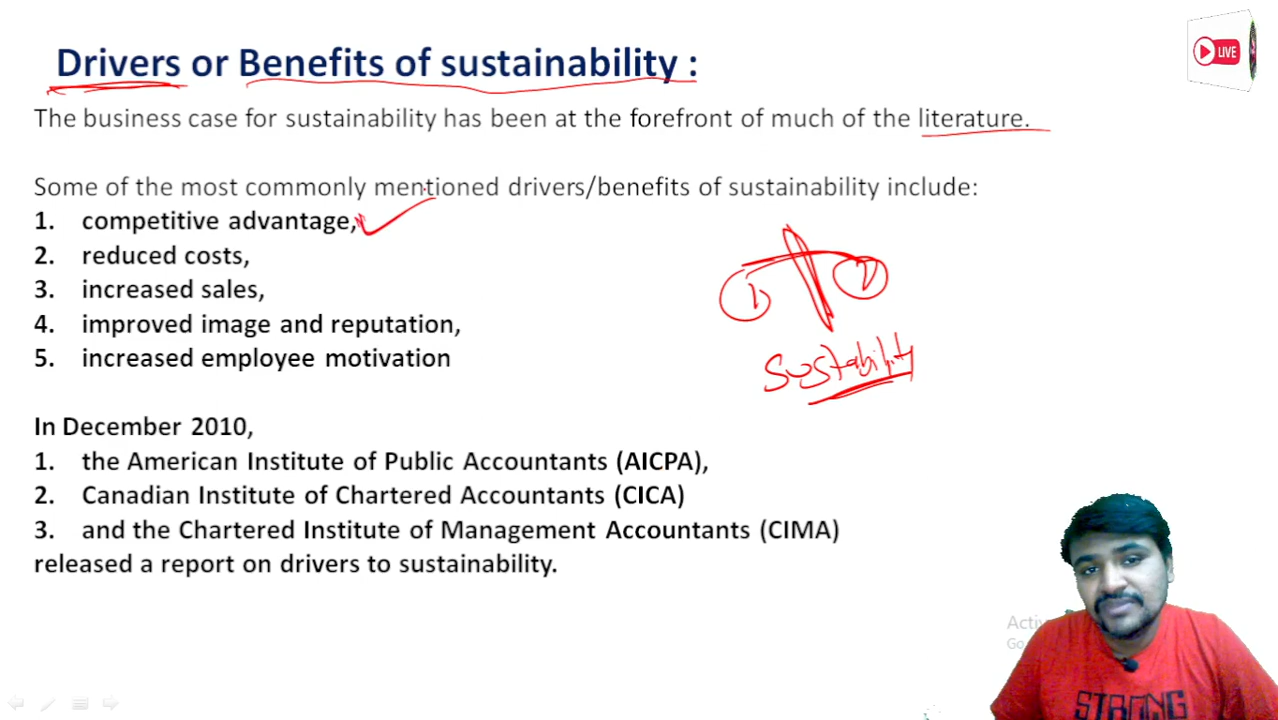 LIVE
Drivers or Benefits of sustainability :
The business case for sustainability has been at the forefront of much of the literature.
Some of the most commonly mentioned drivers/benefits of sustainability include:
1. competitive advantage,
2. reduced costs,
3. increased sales,
4. improved image and reputation,
5. increased employee motivation
Sustability
In December 2010,
1. the American Institute of Public Accountants (AICPA),
2. Canadian Institute of Chartered Accountants (CICA)
3. and the Chartered Institute of Management Accountants (CIMA)
released a report on drivers to sustainability.
STRONG